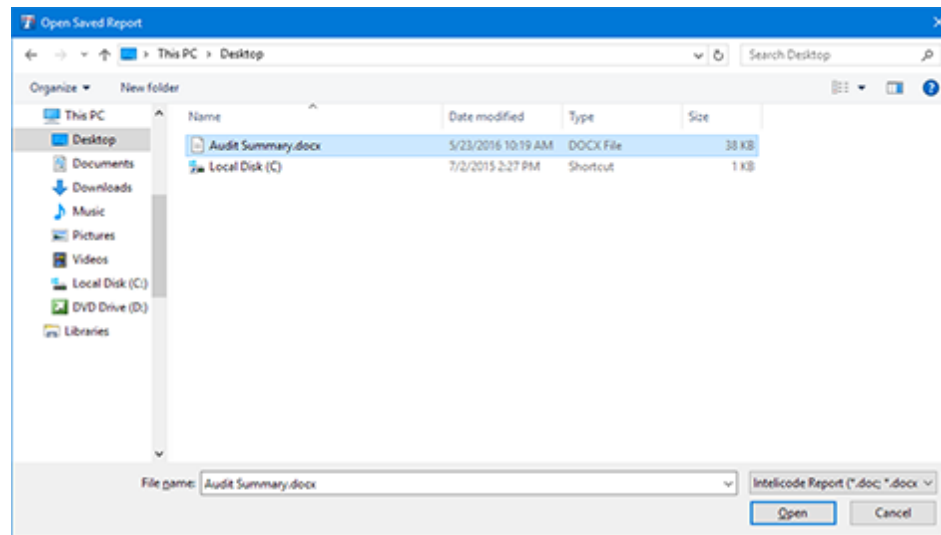 Open Saved Report
This PC > Desktop
Search Desktop
Organize New folder
Name Date modified Type Size
This PC
Desktop
Documents
Downloads
Music
Pictures
Videos
Local Disk (C:)
DVD Drive (D:)
Libraries
Audit Summary.docx 5/23/2016 10:19 AM DOCX File 38 KB
Local Disk (C) 7/2/2015 2:27 PM Shortcut 1 KB
File name: Audit Summary.docx Intelicode Report (*.doc; *.docx
Open Cancel